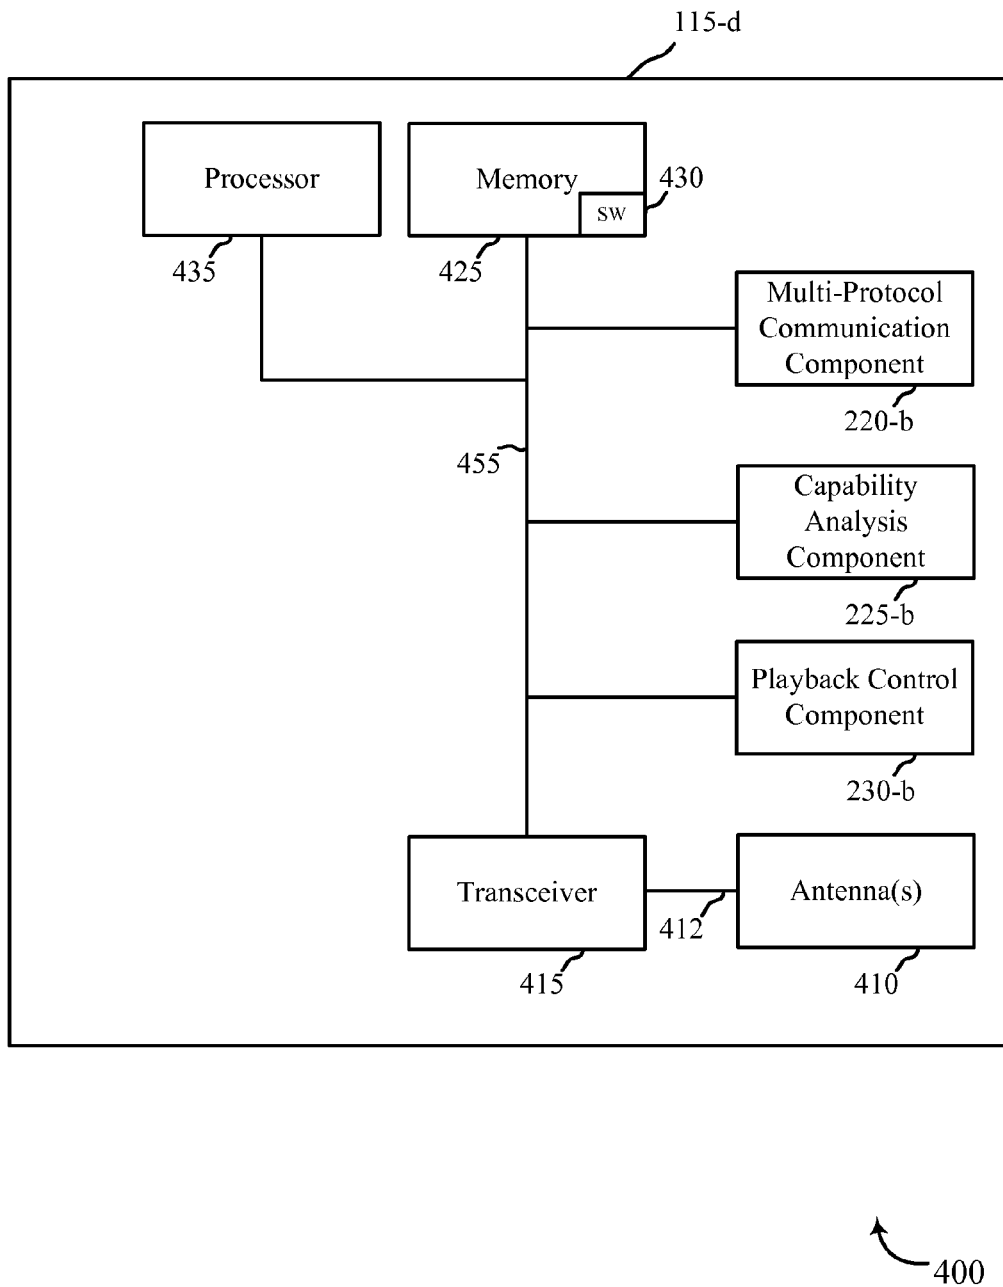 115-d
Processor
Memory
430
SW
435
425
Multi-Protocol
Communication
Component
220-b
455
Capability
Analysis
Component
225-b
Playback Control
Component
230-b
Transceiver
Antenna(s)
412
415
410
400